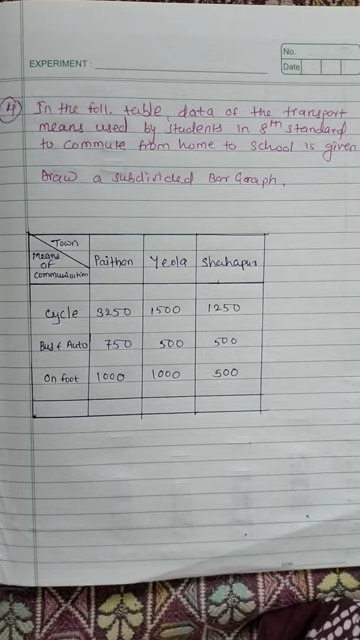 No.
EXPERIMENT :
Date
4) In the foll. table, data of the transport
means used by students in 8th standard
to commute from home to school is given
Draw a subdivided Bar Graph.
Town
Means of Communication
Paithan Yeola Shahapur
Cycle 3250 1500 1250
Bus & Auto 750 500 500
On foot 1000 1000 500